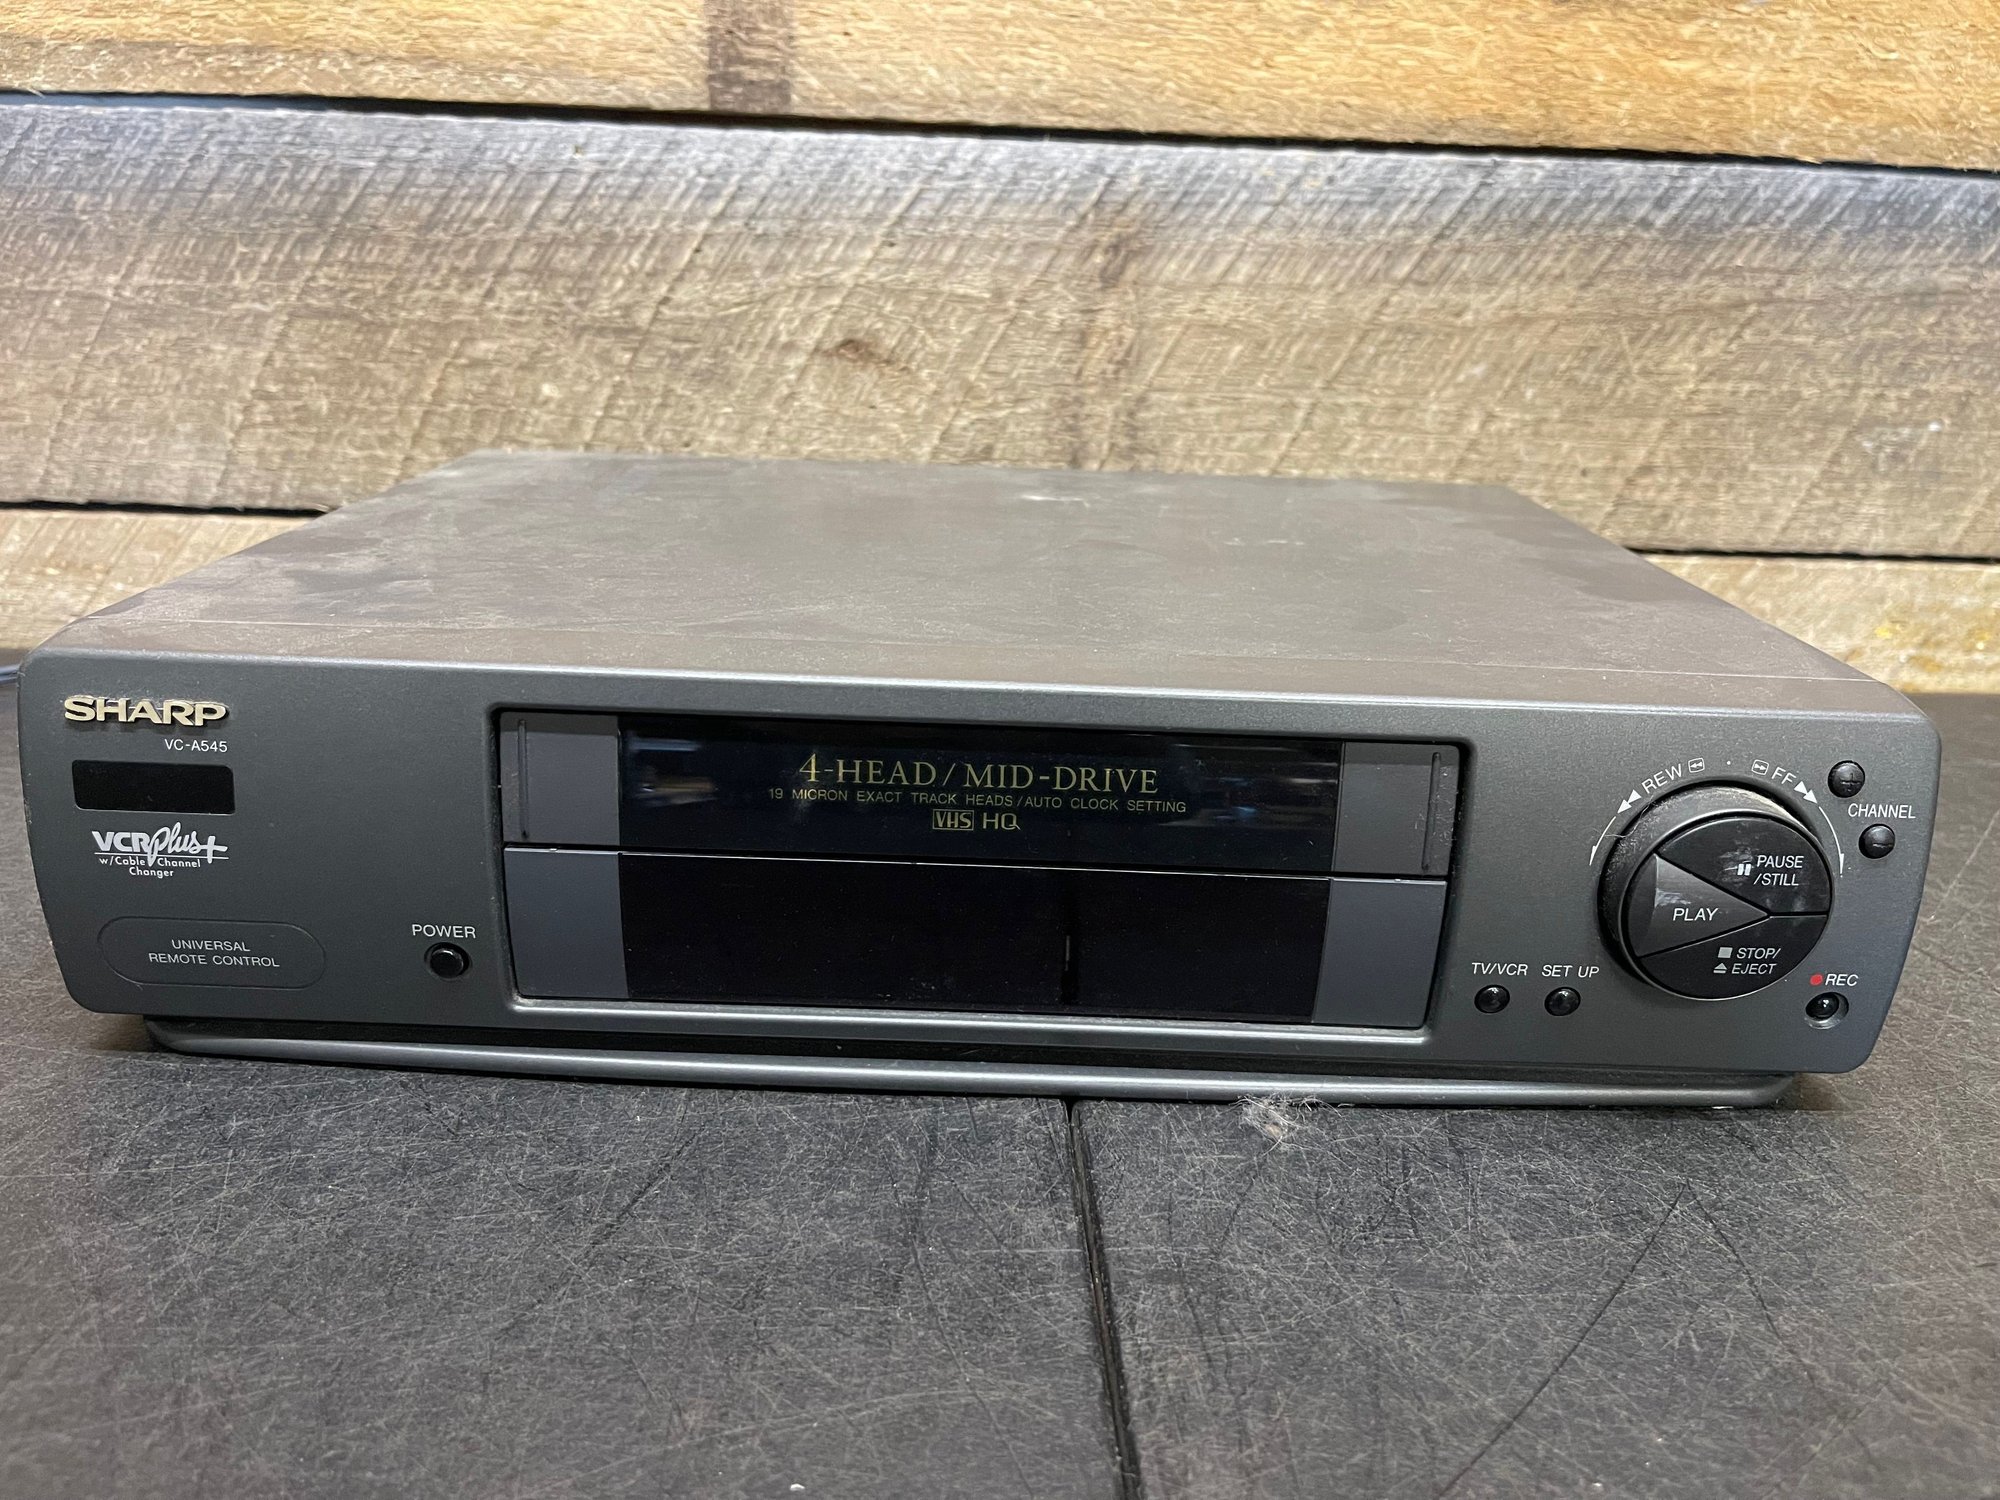 SHARP
VC-A545
VCRPlus+
w/Cable Channel
Changer
UNIVERSAL
REMOTE CONTROL
POWER
4-HEAD/MID-DRIVE
19 MICRON EXACT TRACK HEADS/AUTO CLOCK SETTING
VHS HQ
REW FF
CHANNEL
+
−
PAUSE
/STILL
PLAY
STOP/
EJECT
TV/VCR SET UP
REC